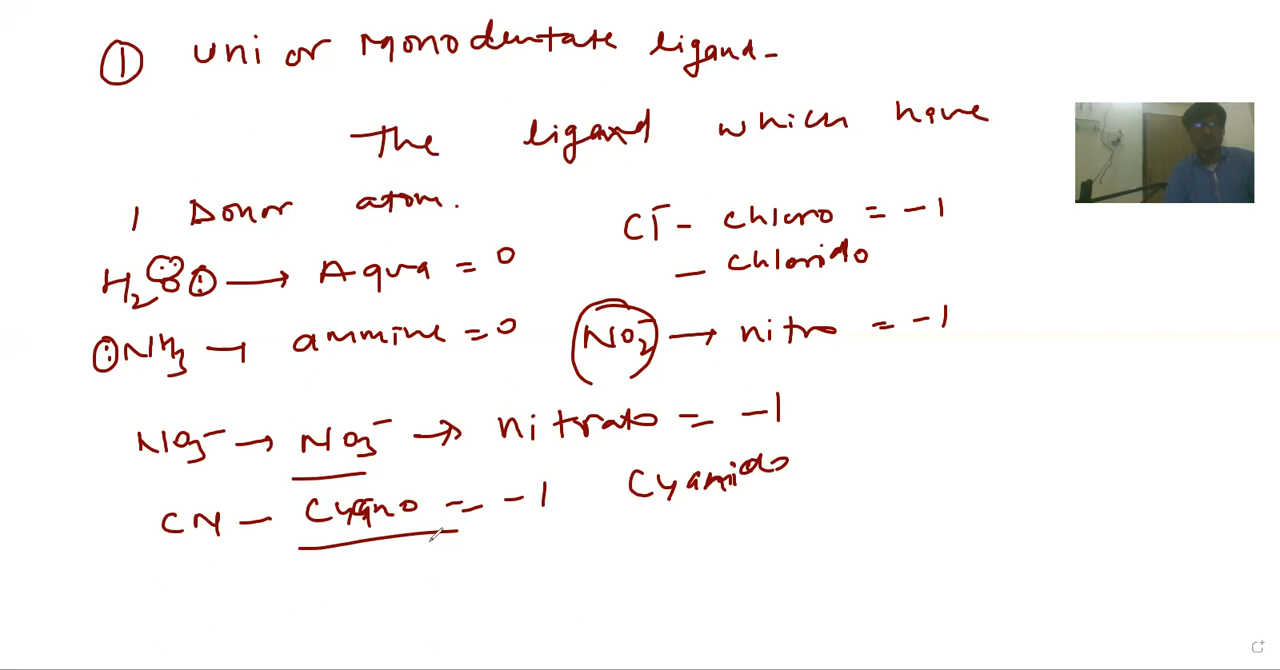 ① Uni or Monodentate ligand-
The ligand which have
1 Donor atom.
H₂O: → Aqua = 0
:NH₃ → ammine = 0
Cl⁻ - chloro = -1
- chlorido
NO₂⁻ → nitro = -1
NO₃⁻ → NO₃⁻ → nitrato = -1
CN - Cyano = -1 Cyanido